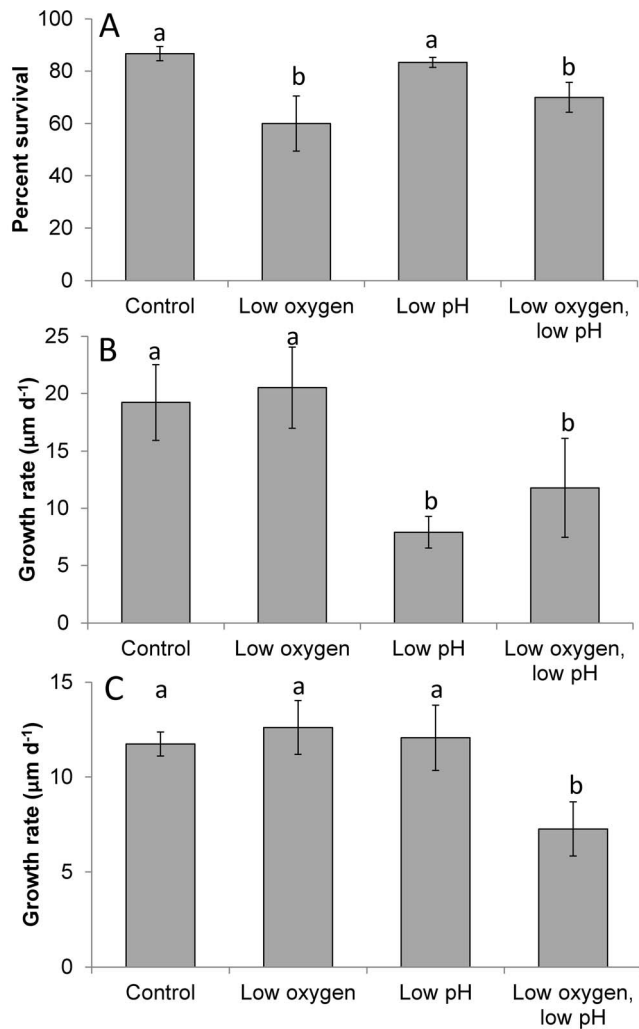 A
Percent survival
100
80
60
40
20
0
a
b
a
b
Control
Low oxygen
Low pH
Low oxygen,
low pH
B
Growth rate (µm d⁻¹)
25
20
15
10
5
0
a
a
b
b
Control
Low oxygen
Low pH
Low oxygen,
low pH
C
Growth rate (µm d⁻¹)
15
10
5
0
a
a
a
b
Control
Low oxygen
Low pH
Low oxygen,
low pH